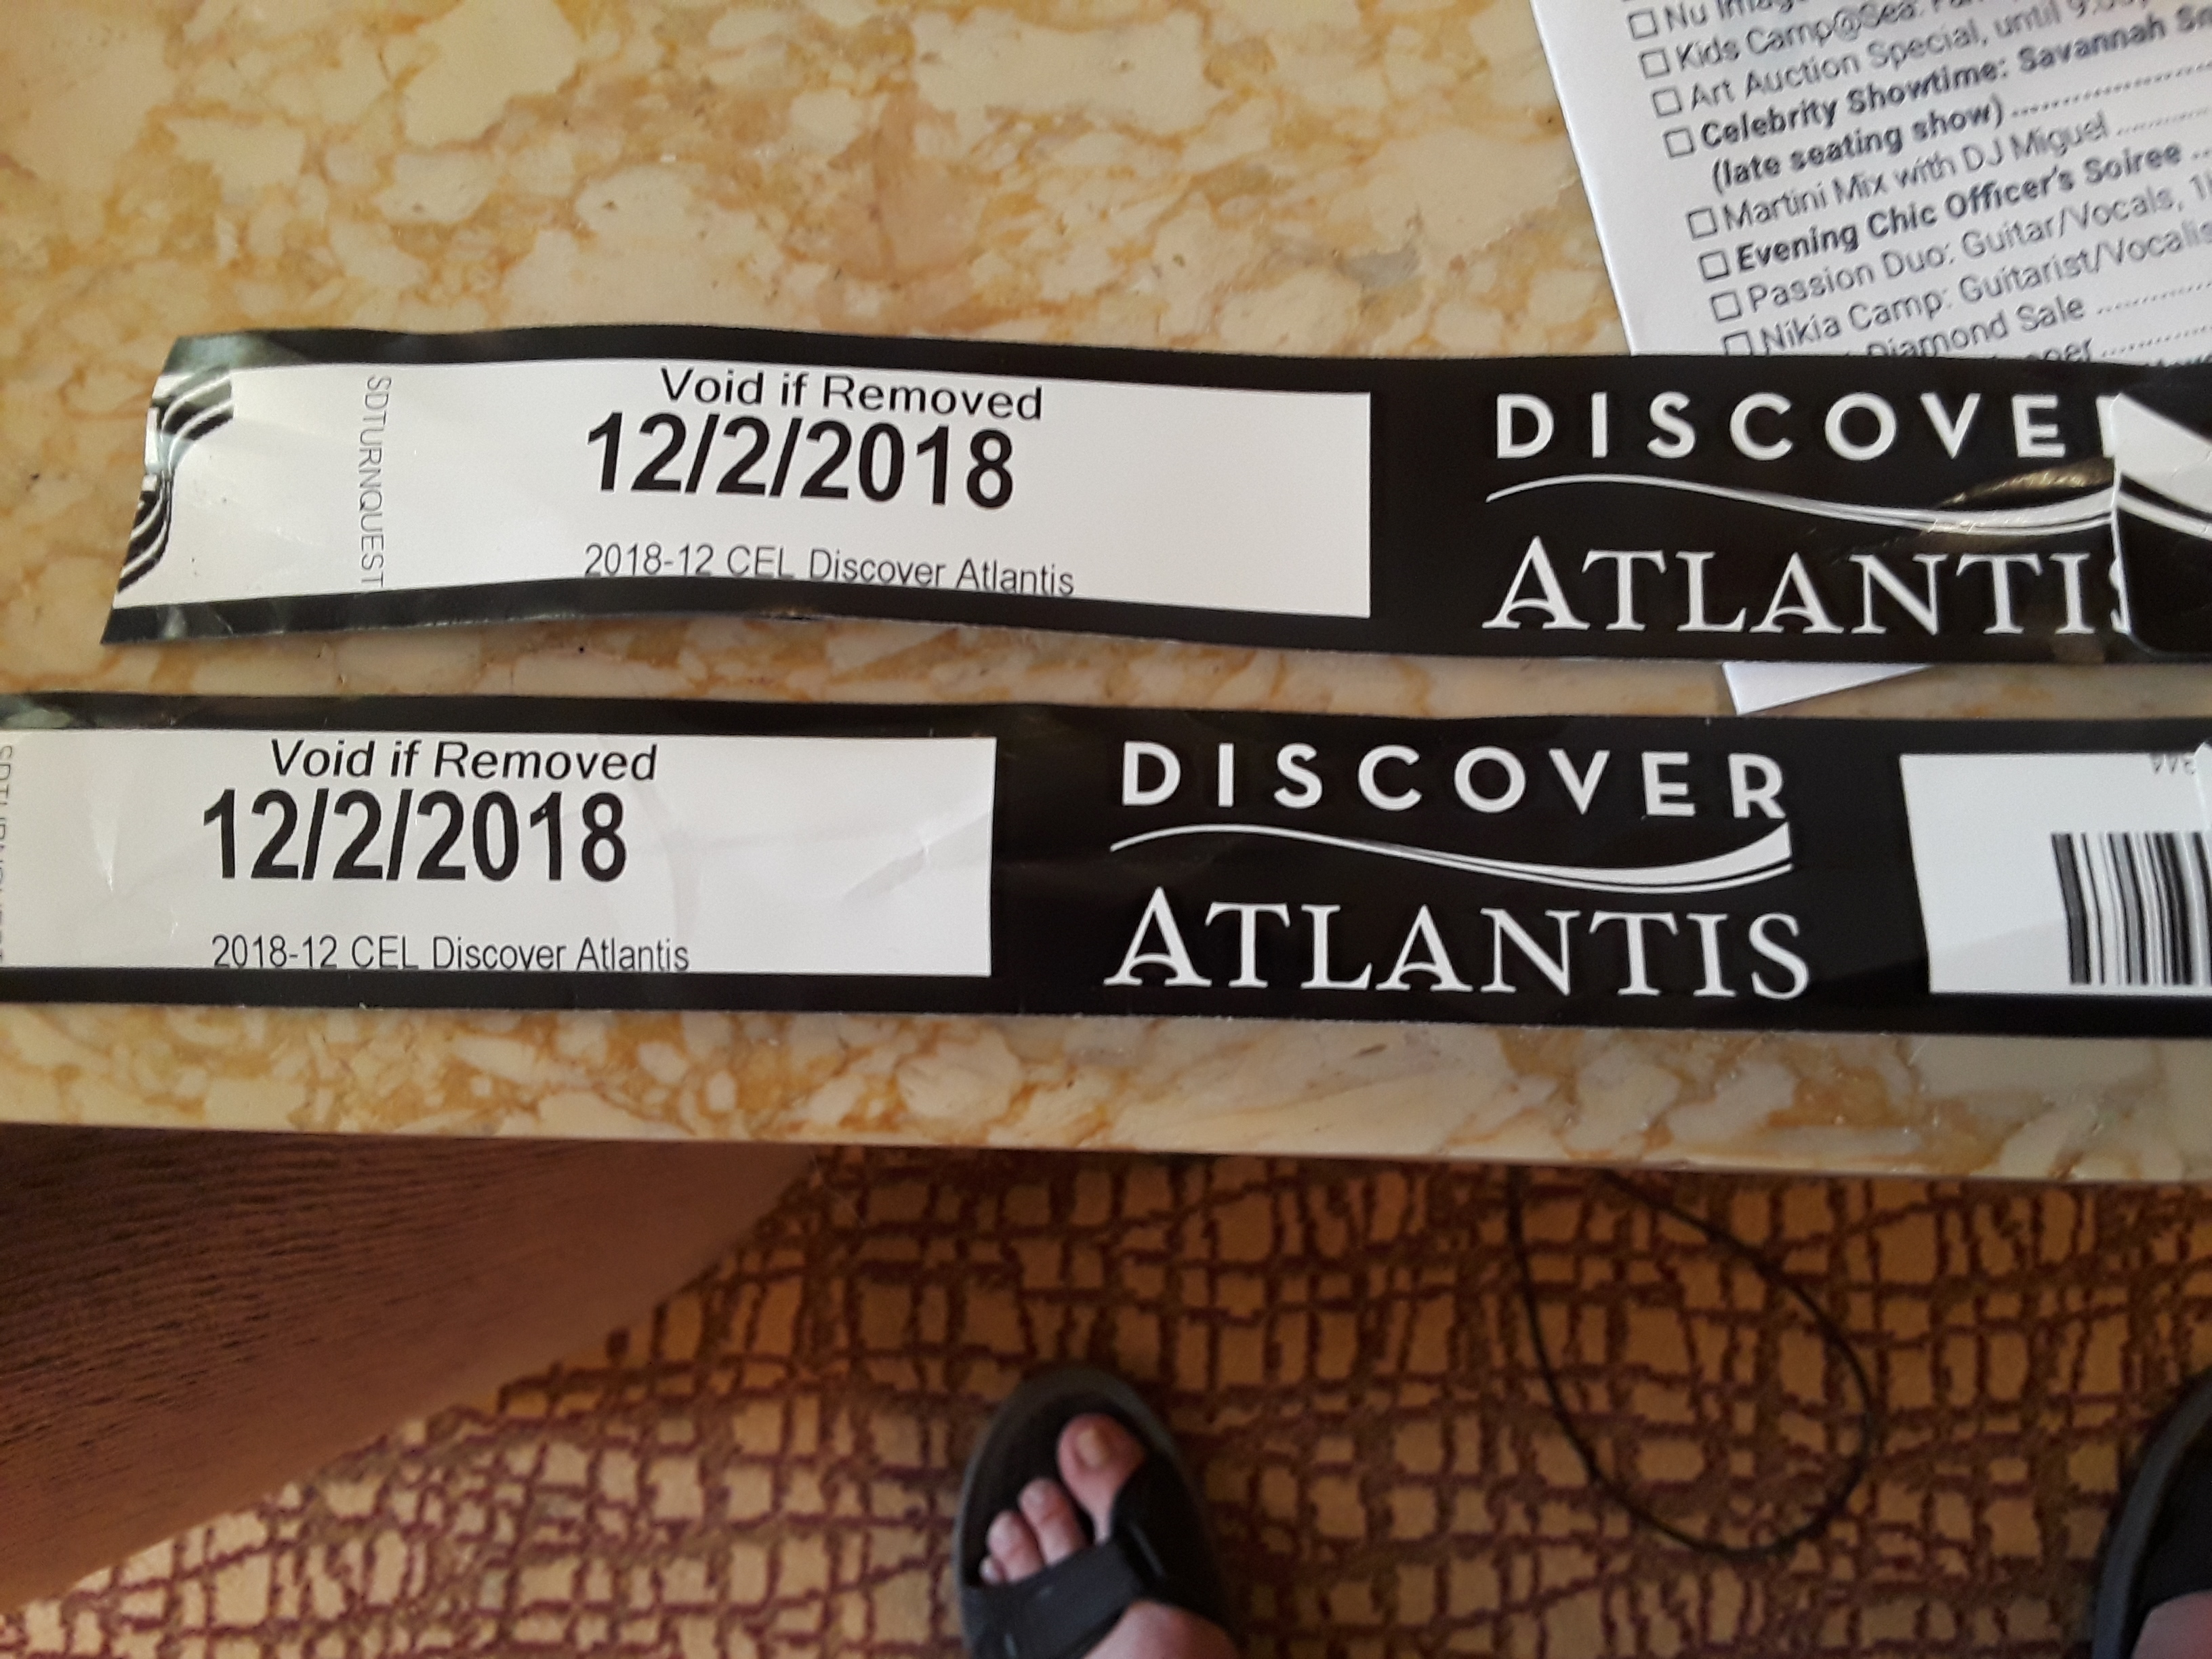 ☐ Nu
☐ Kids Camp@Sea:
☐ Art Auction Special, until
☐ Celebrity Showtime: Savannah
(late seating show)
☐ Martini Mix with DJ Miguel
☐ Evening Chic Officer's Soiree
☐ Passion Duo: Guitar/Vocals,
☐ Nikia Camp: Guitarist/Vocalis
Diamond Sale
SDTURNQUEST
Void if Removed
12/2/2018
2018-12 CEL Discover Atlantis
DISCOVER
ATLANTIS
Void if Removed
12/2/2018
2018-12 CEL Discover Atlantis
DISCOVER
ATLANTIS